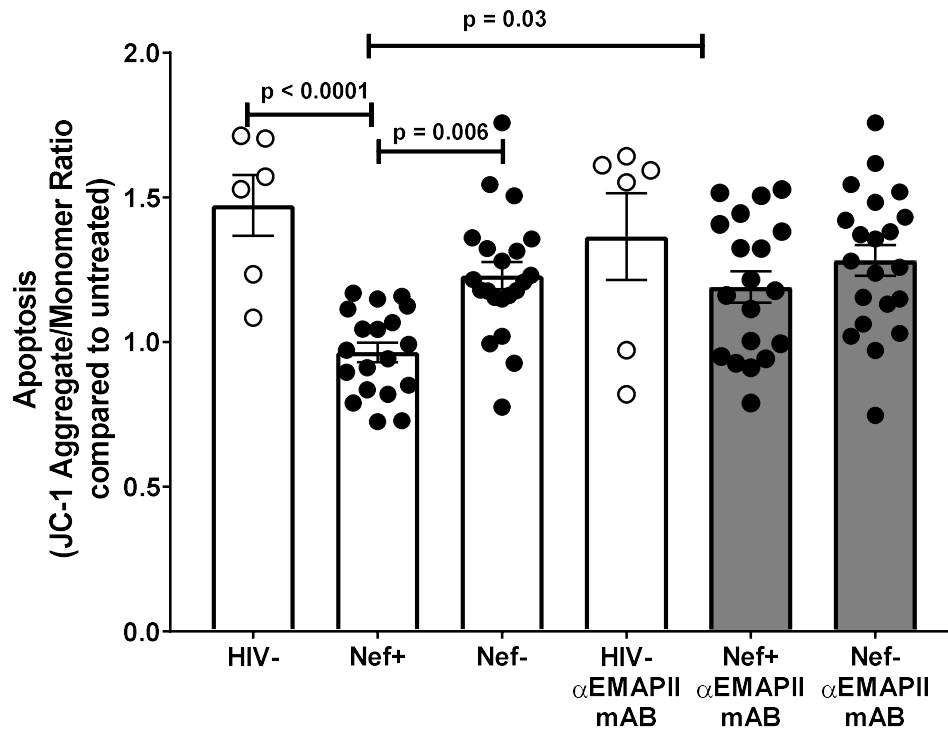 p = 0.03
p < 0.0001
p = 0.006
Apoptosis
(JC-1 Aggregate/Monomer Ratio
compared to untreated)
2.0
1.5
1.0
0.5
0.0
HIV-
Nef+
Nef-
HIV-
αEMAPII
mAB
Nef+
αEMAPII
mAB
Nef-
αEMAPII
mAB